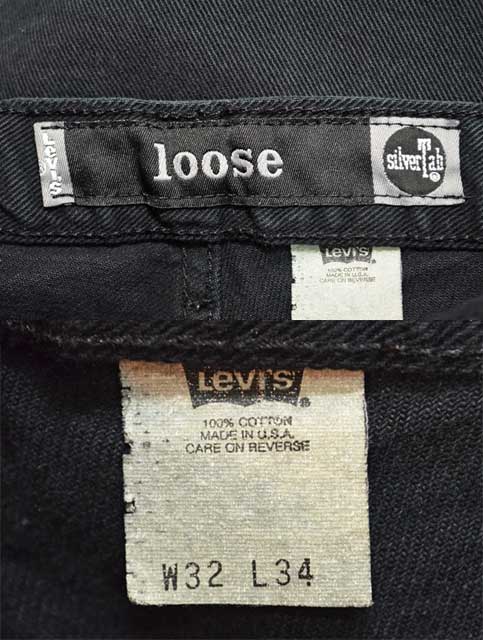 LEVI'S
loose
silverTab®
Levi's
100% COTTON
MADE IN U.S.A.
CARE ON REVERSE
Levi's®
100% COTTON
MADE IN U.S.A.
CARE ON REVERSE
W32 L34